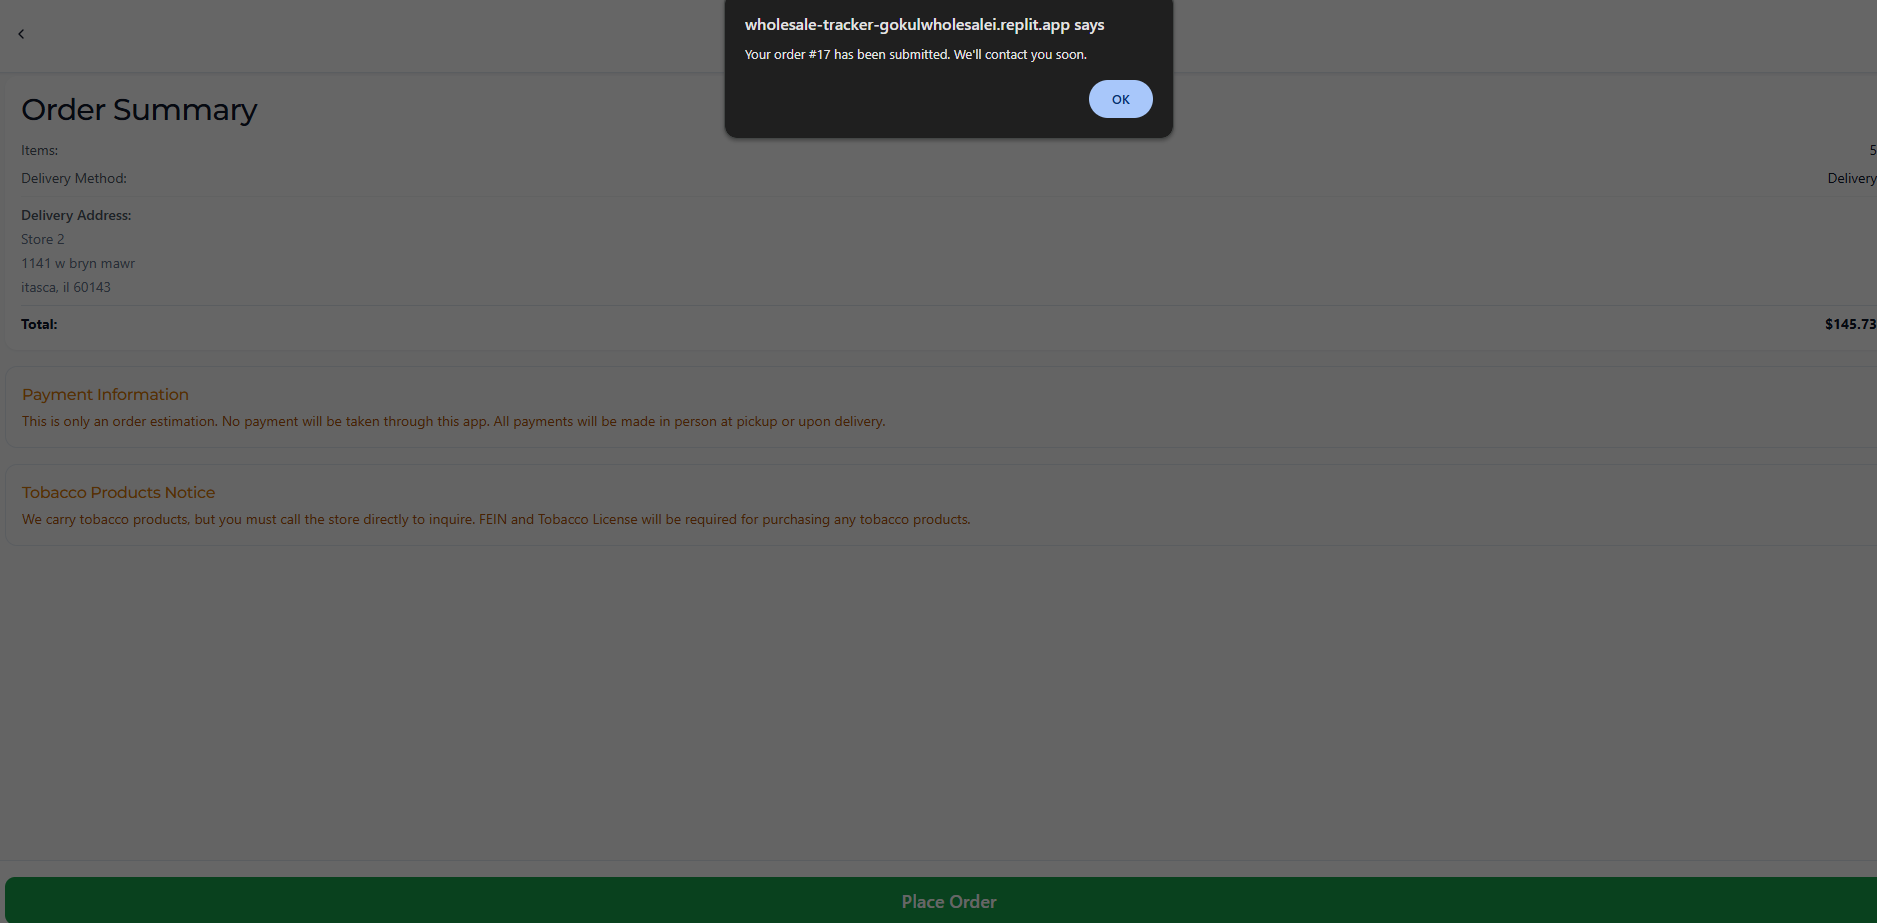 wholesale-tracker-gokulwholesalei.replit.app says
Your order #17 has been submitted. We'll contact you soon.
OK
Order Summary
Items: 5
Delivery Method: Delivery
Delivery Address:
Store 2
1141 w bryn mawr
itasca, il 60143
Total: $145.73
Payment Information
This is only an order estimation. No payment will be taken through this app. All payments will be made in person at pickup or upon delivery.
Tobacco Products Notice
We carry tobacco products, but you must call the store directly to inquire. FEIN and Tobacco License will be required for purchasing any tobacco products.
Place Order